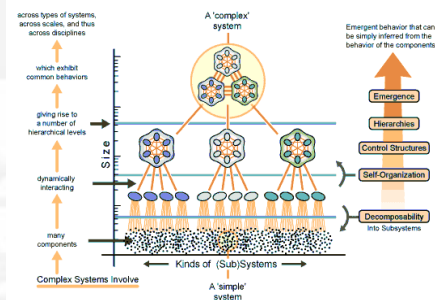 across types of systems,
across scales, and thus
across disciplines
which exhibit
common behaviors
giving rise to
a number of
hierarchical levels
dynamically
interacting
many
components
Complex Systems Involve
Size
A 'complex'
system
Kinds of (Sub)Systems
A 'simple'
system
Emergent behavior that can
be simply inferred from the
behavior of the components
Emergence
Hierarchies
Control Structures
Self-Organization
Decomposability
Into Subsystems